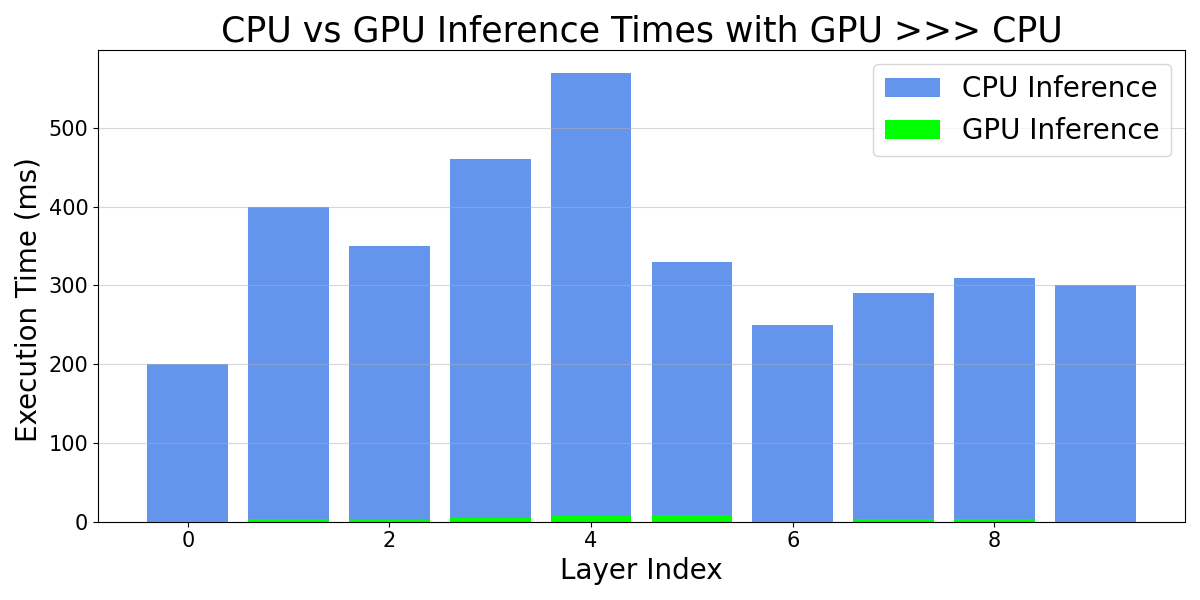 CPU vs GPU Inference Times with GPU >>> CPU
CPU Inference
GPU Inference
Execution Time (ms)
500
400
300
200
100
0
0 2 4 6 8
Layer Index